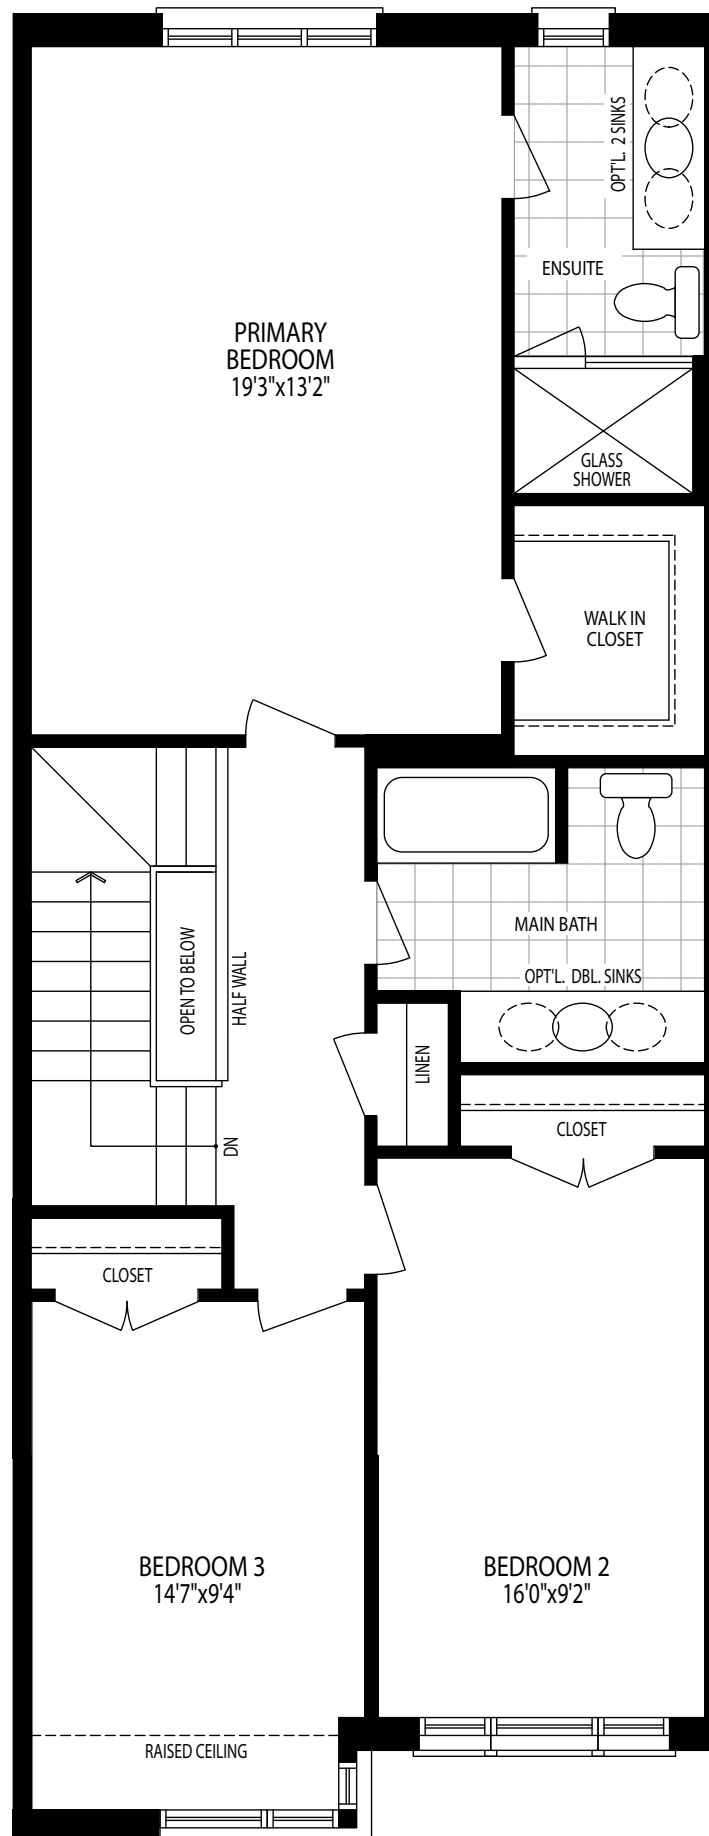 OPT'L. 2 SINKS
ENSUITE
PRIMARY
BEDROOM
19'3"x13'2"
GLASS
SHOWER
WALK IN
CLOSET
MAIN BATH
OPT'L. DBL. SINKS
OPEN TO BELOW
HALF WALL
LINEN
DN
CLOSET
CLOSET
BEDROOM 3
14'7"x9'4"
BEDROOM 2
16'0"x9'2"
RAISED CEILING